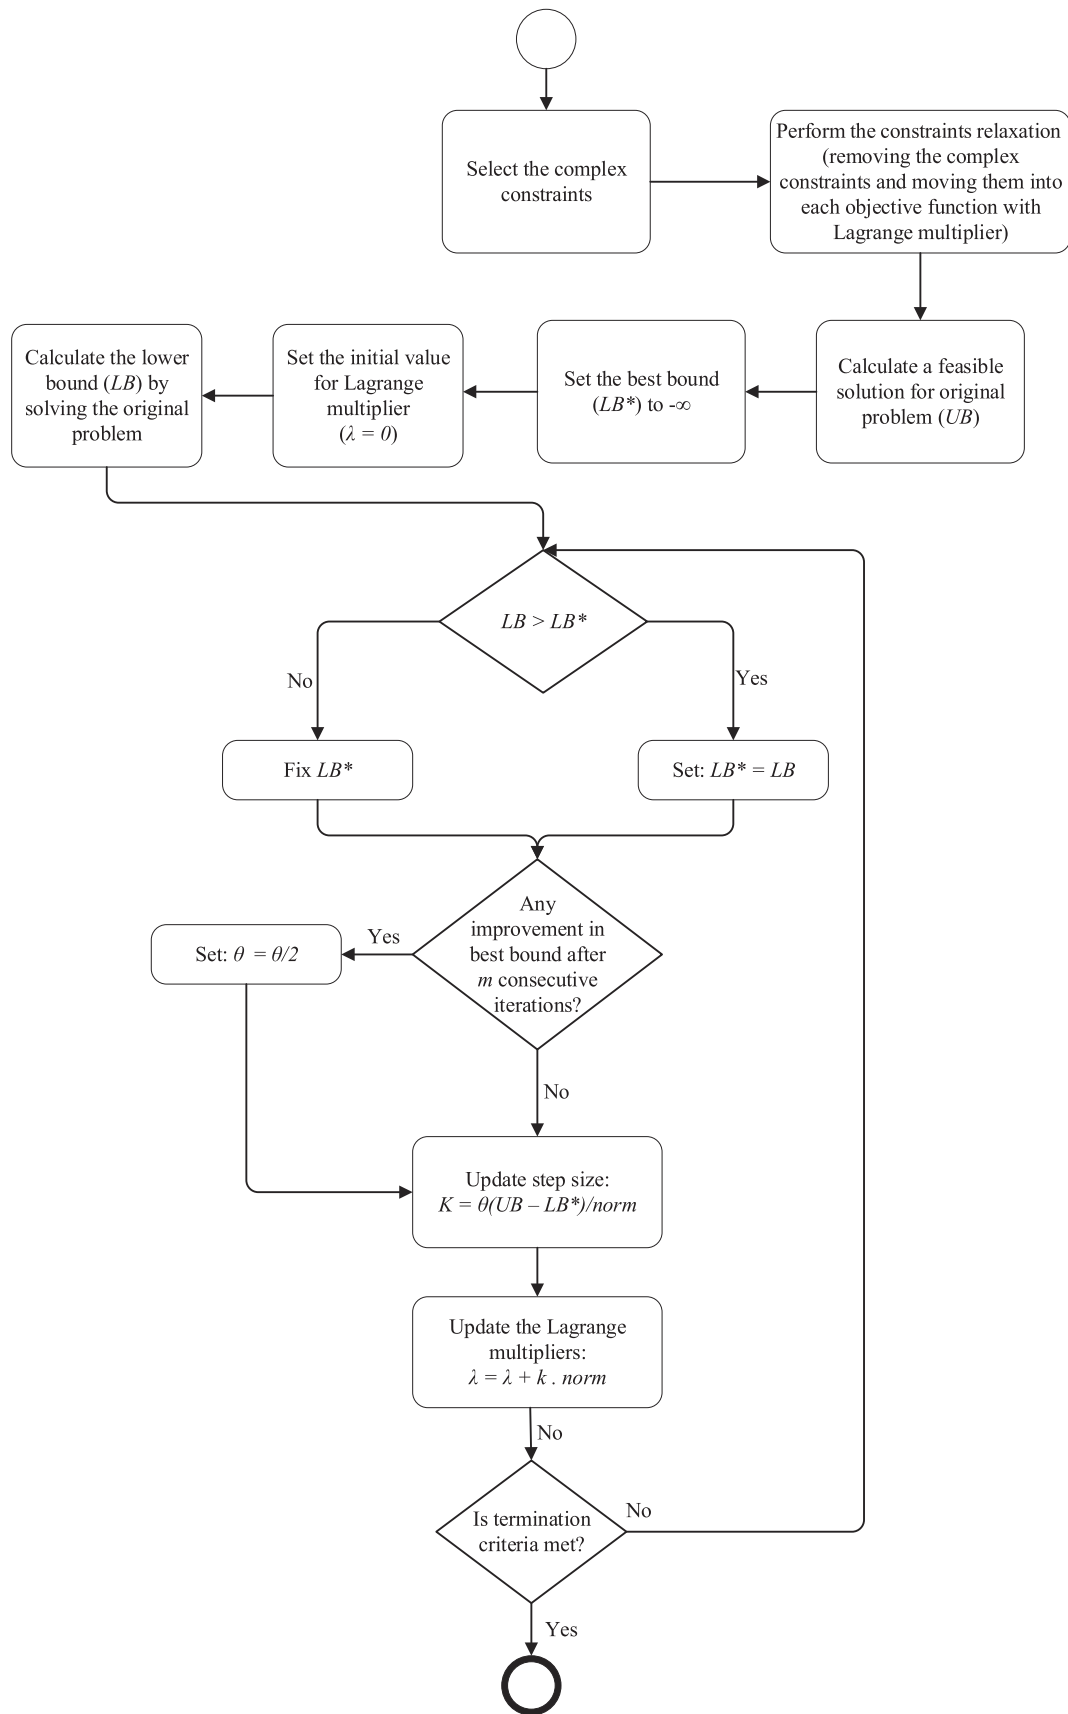 Select the complex
constraints
Perform the constraints relaxation
(removing the complex
constraints and moving them into
each objective function with
Lagrange multiplier)
Calculate a feasible
solution for original
problem (UB)
Set the best bound
(LB*) to -∞
Set the initial value
for Lagrange
multiplier
(λ = 0)
Calculate the lower
bound (LB) by
solving the original
problem
LB > LB*
No
Yes
Fix LB*
Set: LB* = LB
Any
improvement in
best bound after
m consecutive
iterations?
Yes
Set: θ = θ/2
No
Update step size:
K = θ(UB – LB*)/norm
Update the Lagrange
multipliers:
λ = λ + k . norm
No
Is termination
criteria met?
No
Yes